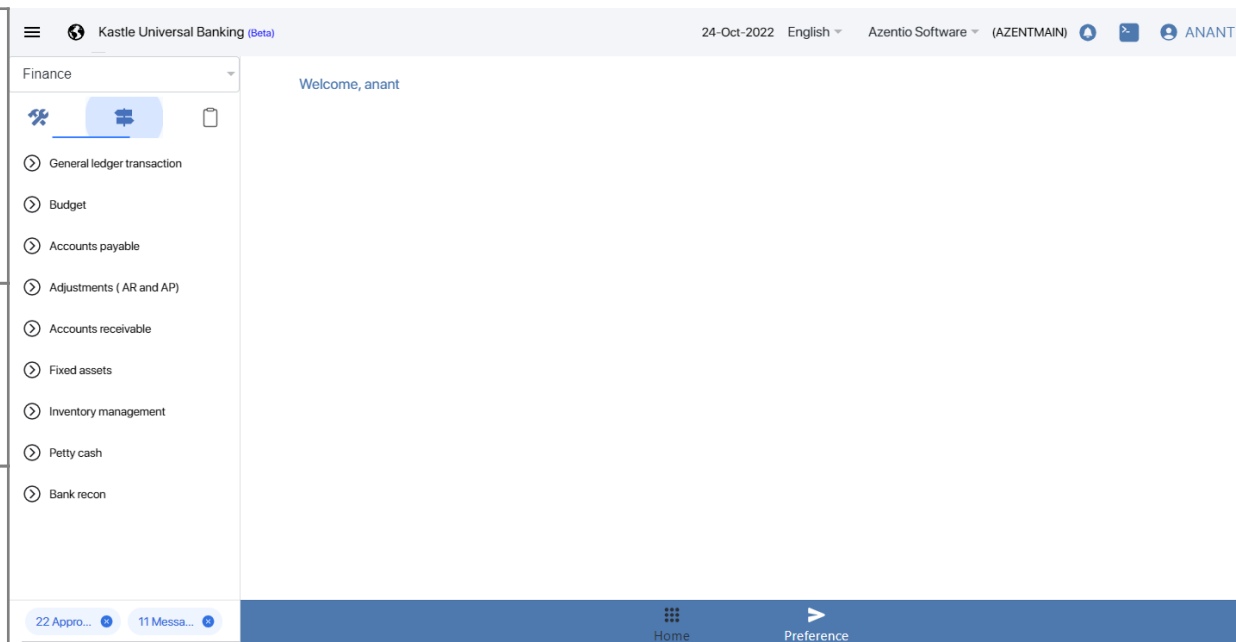 Kastle Universal Banking (Beta)
24-Oct-2022 English Azentio Software (AZENTMAIN) ANANT
Finance
Welcome, anant
General ledger transaction
Budget
Accounts payable
Adjustments ( AR and AP)
Accounts receivable
Fixed assets
Inventory management
Petty cash
Bank recon
22 Appro... 11 Messa...
Home Preference